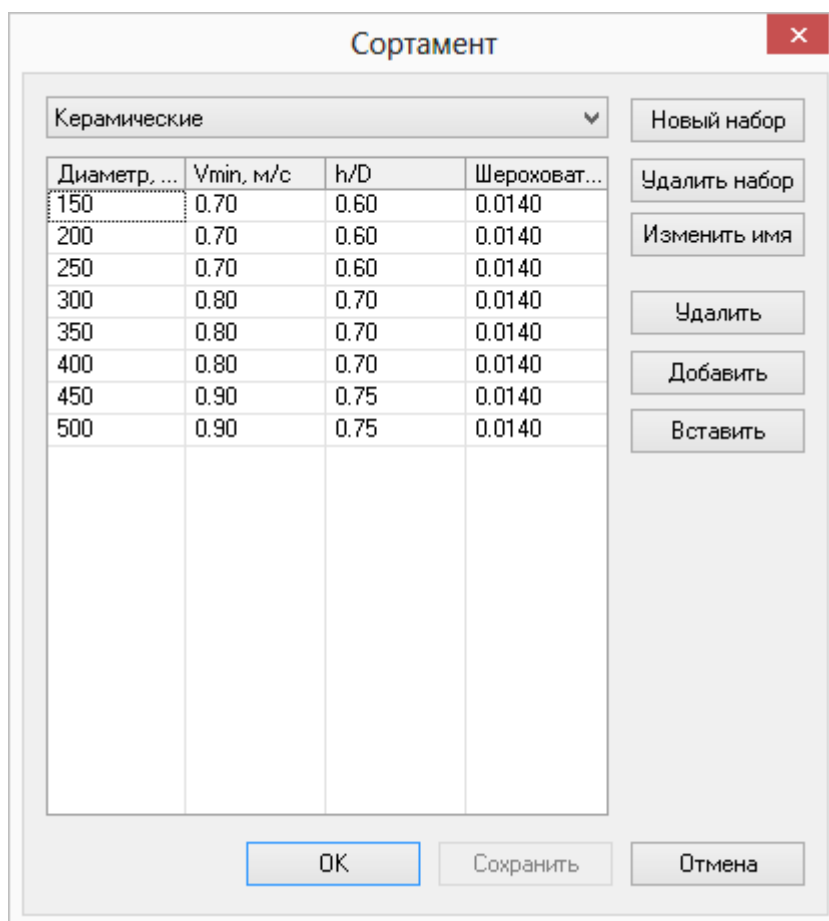 Сортамент
Керамические
Новый набор
Диаметр, ... Vmin, м/с h/D Шероховат...
Удалить набор
150 0.70 0.60 0.0140
200 0.70 0.60 0.0140
Изменить имя
250 0.70 0.60 0.0140
300 0.80 0.70 0.0140
Удалить
350 0.80 0.70 0.0140
400 0.80 0.70 0.0140
Добавить
450 0.90 0.75 0.0140
500 0.90 0.75 0.0140
Вставить
OK Сохранить Отмена